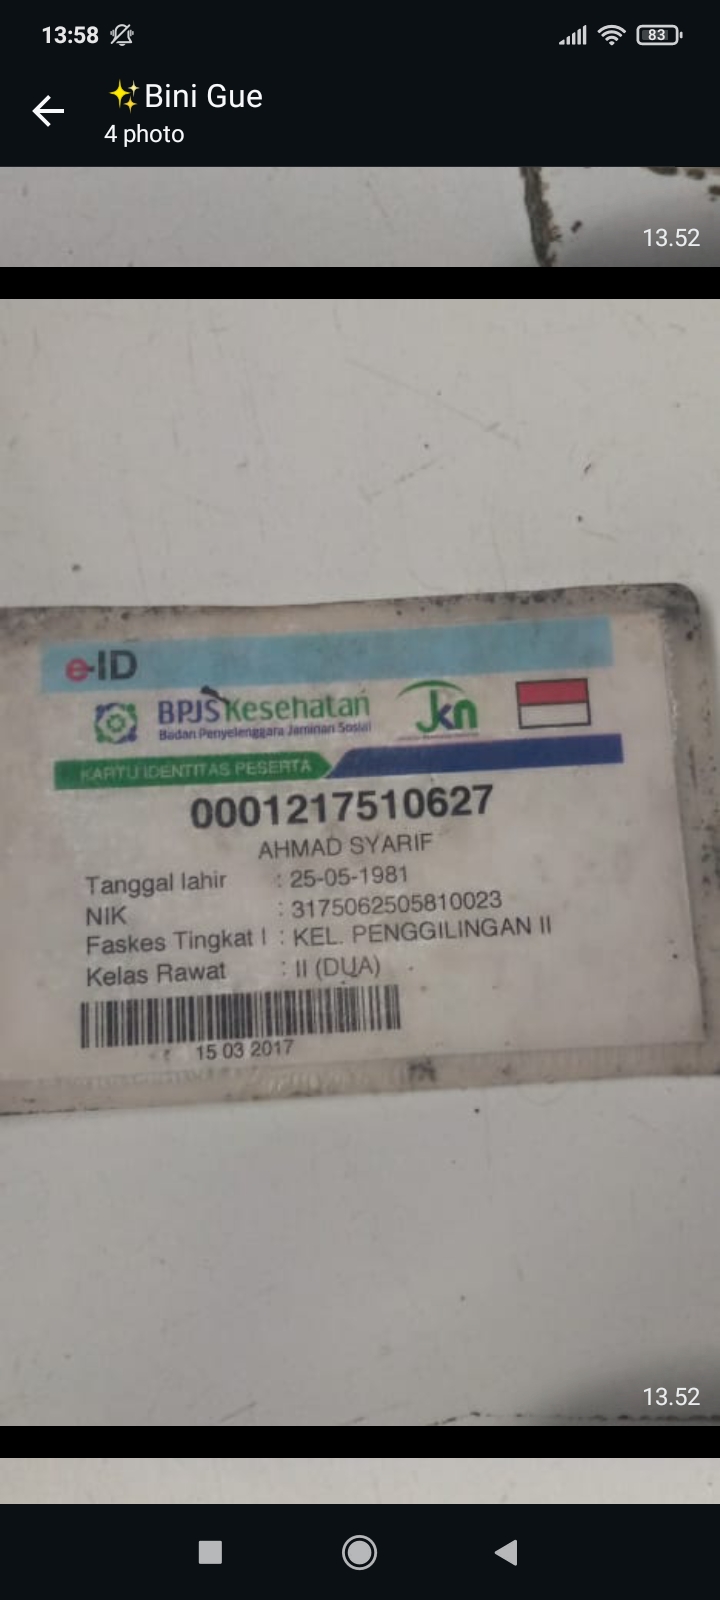 13:58
83
✨Bini Gue
4 photo
13.52
e-ID
BPJS Kesehatan
Badan Penyelenggara Jaminan Sosial
Jkn
KARTU IDENTITAS PESERTA
0001217510627
AHMAD SYARIF
Tanggal lahir : 25-05-1981
NIK : 3175062505810023
Faskes Tingkat I : KEL. PENGGILINGAN II
Kelas Rawat : II (DUA)
15 03 2017
13.52